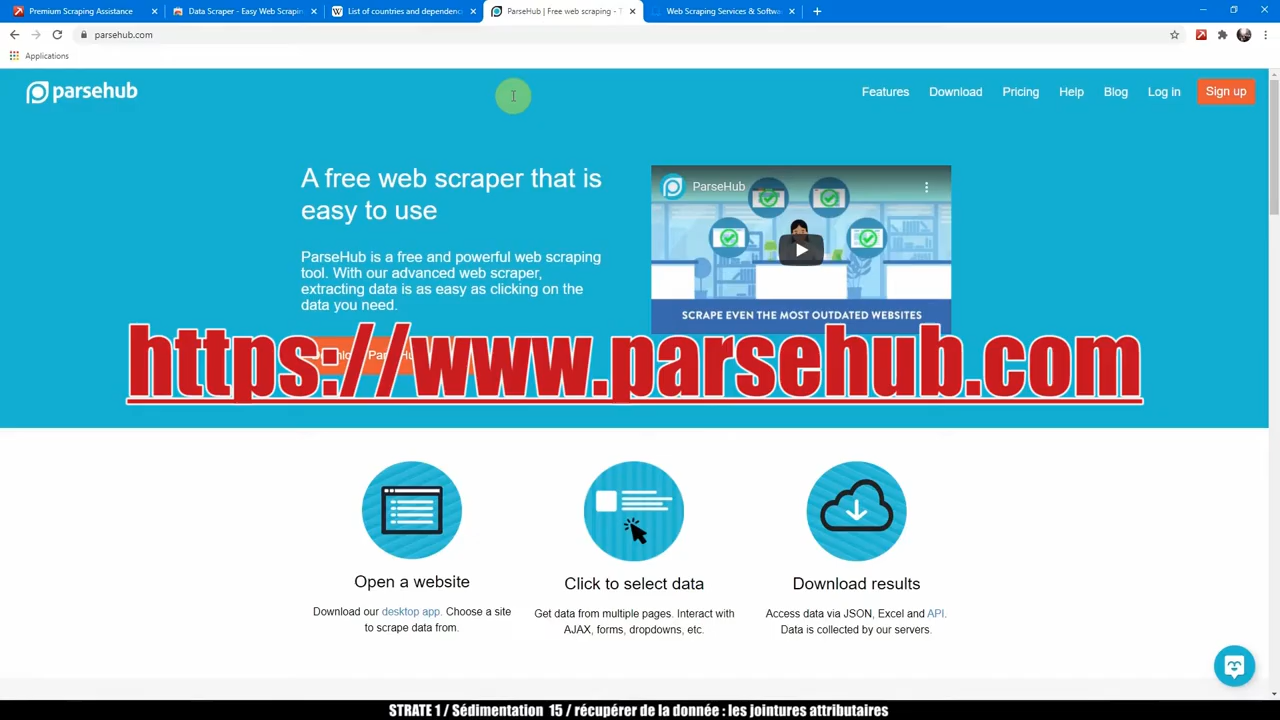 Premium Scraping Assistance
Data Scraper - Easy Web Scrapin
List of countries and dependenc
ParseHub | Free web scraping - T
Web Scraping Services & Softwa
parsehub.com
Applications
parsehub
Features
Download
Pricing
Help
Blog
Log in
Sign up
A free web scraper that is
easy to use
ParseHub is a free and powerful web scraping
tool. With our advanced web scraper,
extracting data is as easy as clicking on the
data you need.
ParseHub
SCRAPE EVEN THE MOST OUTDATED WEBSITES
https://www.parsehub.com
Open a website
Download our desktop app. Choose a site
to scrape data from.
Click to select data
Get data from multiple pages. Interact with
AJAX, forms, dropdowns, etc.
Download results
Access data via JSON, Excel and API.
Data is collected by our servers.
STRATE 1 / Sédimentation 15 / récupérer de la donnée : les jointures attributaires